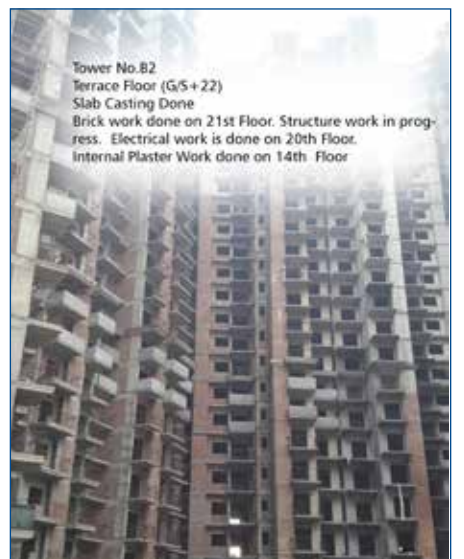 Tower No.B2
Terrace Floor (G/S+22)
Slab Casting Done
Brick work done on 21st Floor. Structure work in prog-
ress.  Electrical work is done on 20th Floor.
Internal Plaster Work done on 14th  Floor